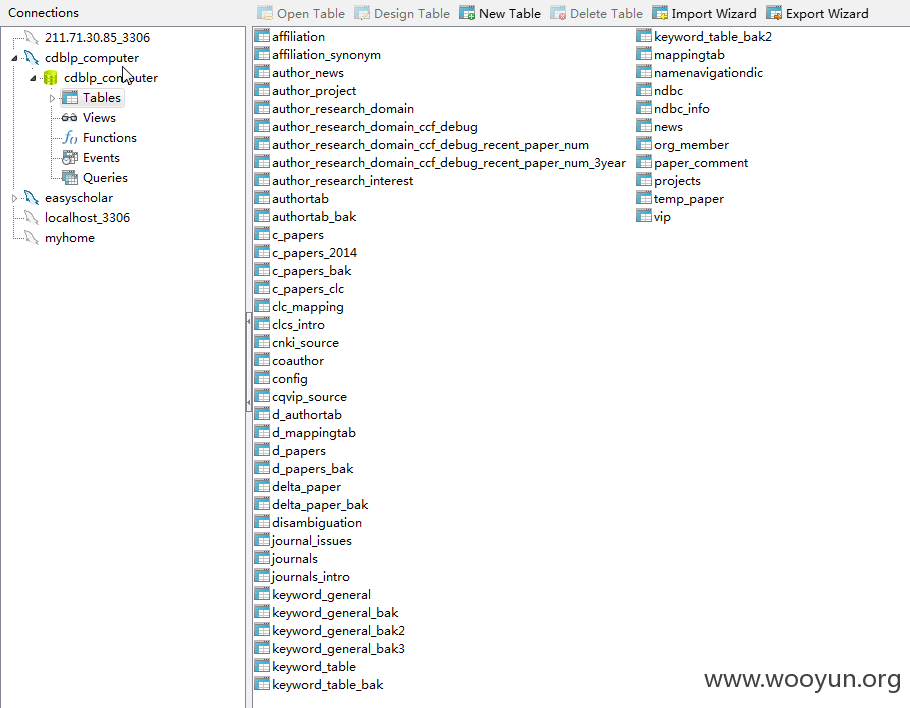 Connections
Open Table Design Table New Table Delete Table Import Wizard Export Wizard
211.71.30.85_3306
cdblp_computer
cdblp_computer
Tables
Views
Functions
Events
Queries
easyscholar
localhost_3306
myhome
affiliation
affiliation_synonym
author_news
author_project
author_research_domain
author_research_domain_ccf_debug
author_research_domain_ccf_debug_recent_paper_num
author_research_domain_ccf_debug_recent_paper_num_3year
author_research_interest
authortab
authortab_bak
c_papers
c_papers_2014
c_papers_bak
c_papers_clc
clc_mapping
clcs_intro
cnki_source
coauthor
config
cqvip_source
d_authortab
d_mappingtab
d_papers
d_papers_bak
delta_paper
delta_paper_bak
disambiguation
journal_issues
journals
journals_intro
keyword_general
keyword_general_bak
keyword_general_bak2
keyword_general_bak3
keyword_table
keyword_table_bak
keyword_table_bak2
mappingtab
namenavigationdic
ndbc
ndbc_info
news
org_member
paper_comment
projects
temp_paper
vip
www.wooyun.org